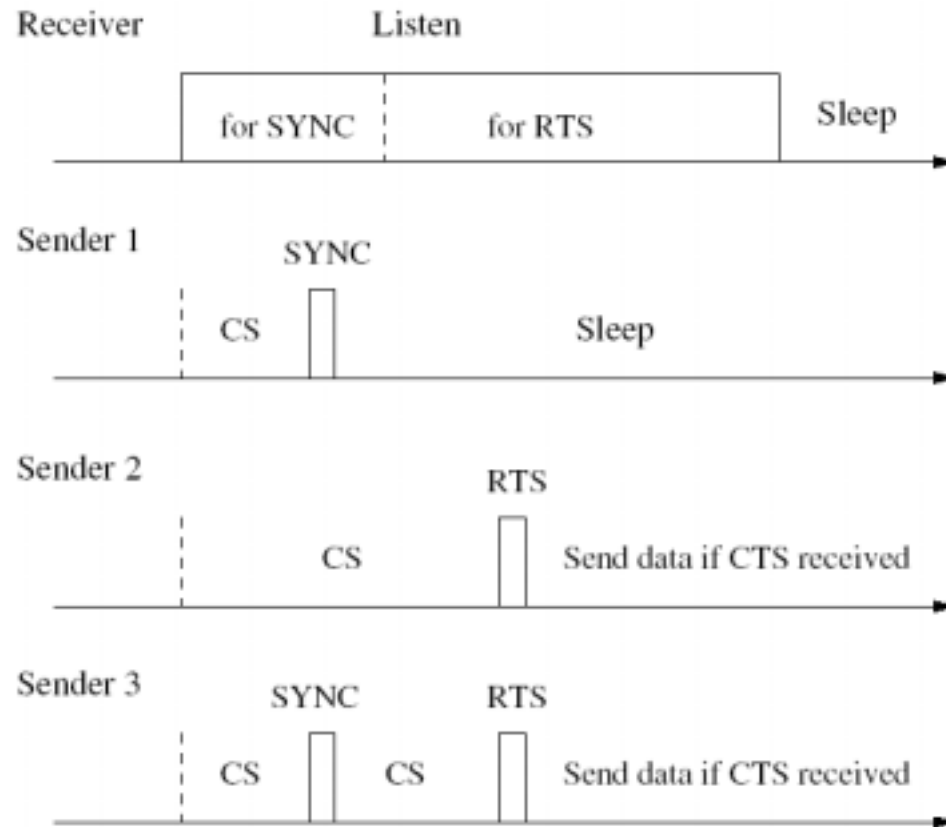 Receiver
Listen
for SYNC
for RTS
Sleep
Sender 1
SYNC
CS
Sleep
Sender 2
RTS
CS
Send data if CTS received
Sender 3
SYNC
RTS
CS
CS
Send data if CTS received